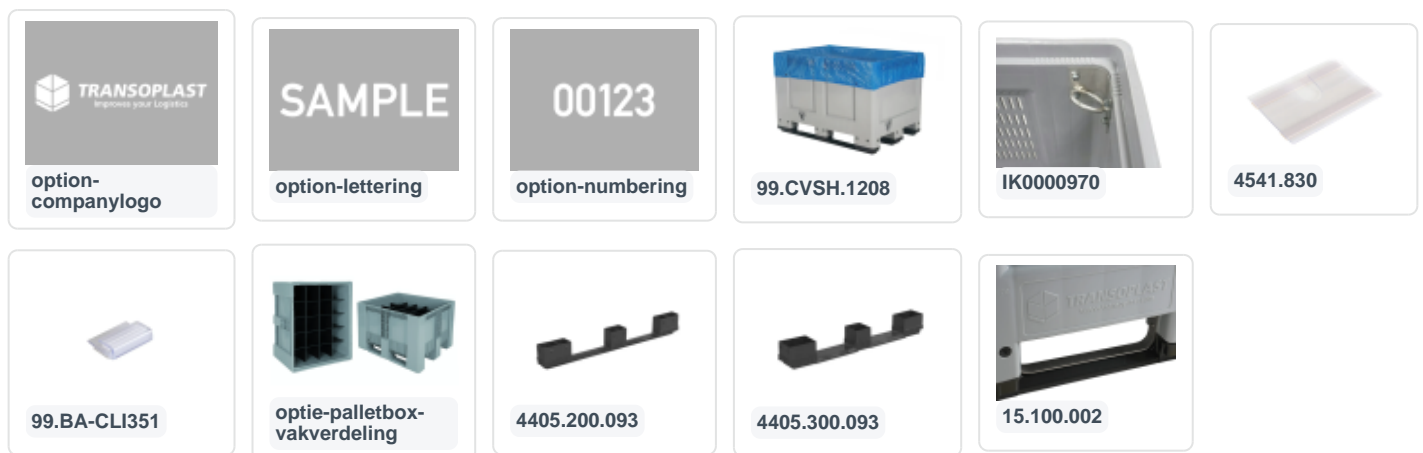 TRANSOPLAST
Improves your Logistics
option-
companylogo
SAMPLE
option-lettering
00123
option-numbering
99.CVSH.1208
IK0000970
4541.830
99.BA-CLI351
optie-palletbox-
vakverdeling
4405.200.093
4405.300.093
TRANSOPLAST
15.100.002